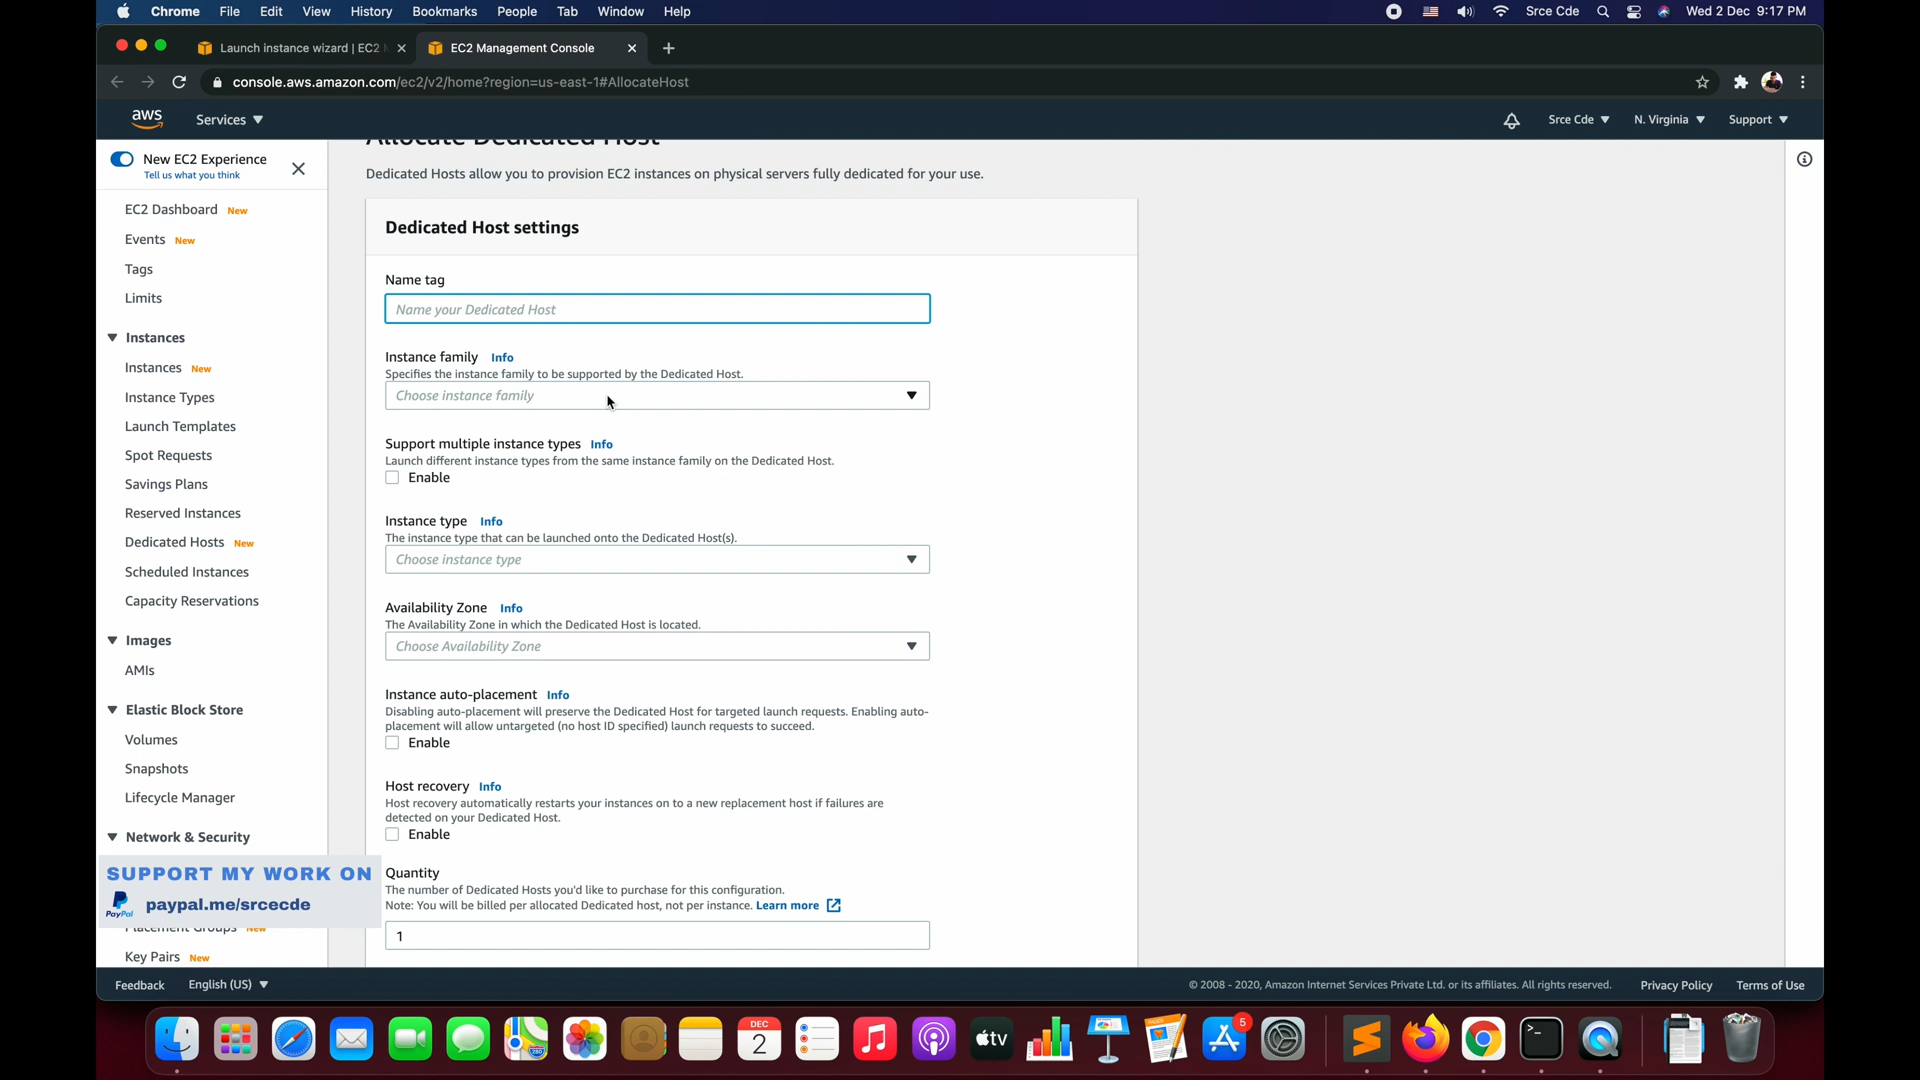 Chrome File Edit View History Bookmarks People Tab Window Help
Srce Cde Wed 2 Dec 9:17 PM
Launch instance wizard | EC2
EC2 Management Console
console.aws.amazon.com/ec2/v2/home?region=us-east-1#AllocateHost
aws Services
Srce Cde N. Virginia Support
New EC2 Experience
Tell us what you think
EC2 Dashboard New
Events New
Tags
Limits
Instances
Instances New
Instance Types
Launch Templates
Spot Requests
Savings Plans
Reserved Instances
Dedicated Hosts New
Scheduled Instances
Capacity Reservations
Images
AMIs
Elastic Block Store
Volumes
Snapshots
Lifecycle Manager
Network & Security
SUPPORT MY WORK ON
PayPal paypal.me/srcecde
Placement Groups New
Key Pairs New
Allocate Dedicated Host
Dedicated Hosts allow you to provision EC2 instances on physical servers fully dedicated for your use.
Dedicated Host settings
Name tag
Name your Dedicated Host
Instance family Info
Specifies the instance family to be supported by the Dedicated Host.
Choose instance family
Support multiple instance types Info
Launch different instance types from the same instance family on the Dedicated Host.
Enable
Instance type Info
The instance type that can be launched onto the Dedicated Host(s).
Choose instance type
Availability Zone Info
The Availability Zone in which the Dedicated Host is located.
Choose Availability Zone
Instance auto-placement Info
Disabling auto-placement will preserve the Dedicated Host for targeted launch requests. Enabling auto-
placement will allow untargeted (no host ID specified) launch requests to succeed.
Enable
Host recovery Info
Host recovery automatically restarts your instances on to a new replacement host if failures are
detected on your Dedicated Host.
Enable
Quantity
The number of Dedicated Hosts you'd like to purchase for this configuration.
Note: You will be billed per allocated Dedicated host, not per instance. Learn more
1
Feedback English (US)
© 2008 - 2020, Amazon Internet Services Private Ltd. or its affiliates. All rights reserved. Privacy Policy Terms of Use
280
DEC
2
tv
5
>_